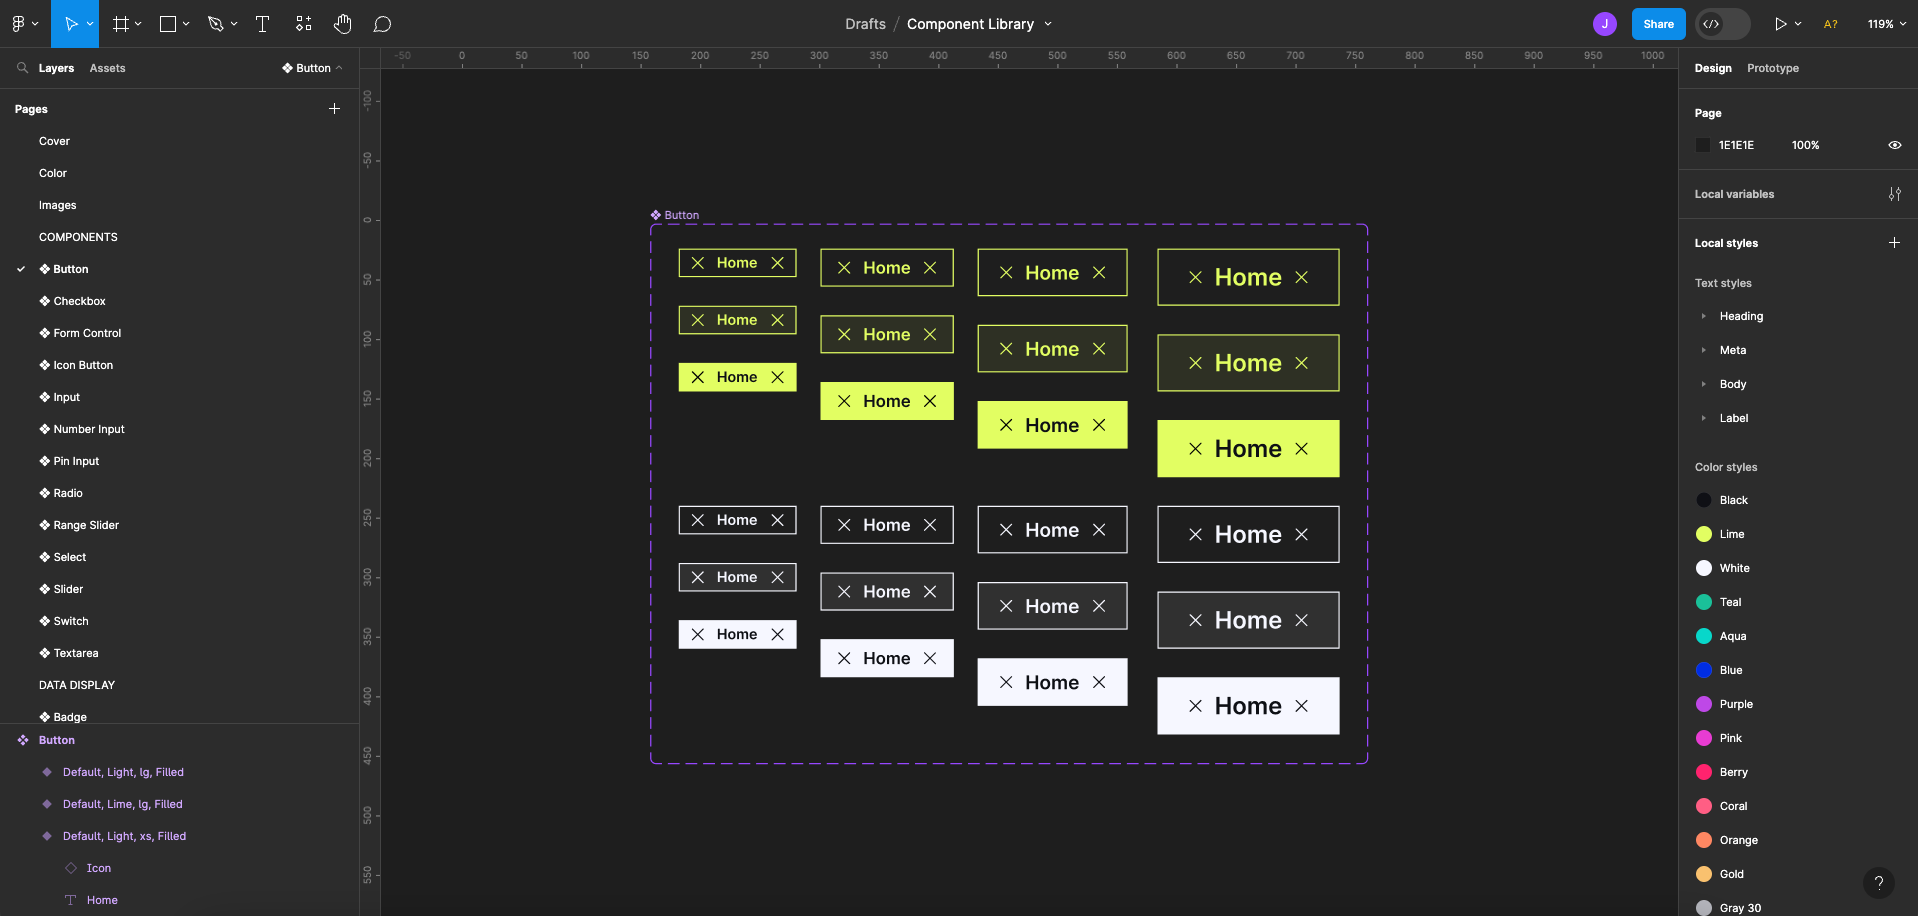 Drafts / Component Library
J
Share
A?
119%
Layers
Assets
Button
Pages
Cover
Color
Images
COMPONENTS
Button
Checkbox
Form Control
Icon Button
Input
Number Input
Pin Input
Radio
Range Slider
Select
Slider
Switch
Textarea
DATA DISPLAY
Badge
Button
Default, Light, lg, Filled
Default, Lime, lg, Filled
Default, Light, xs, Filled
Icon
Home
-50 0 50 100 150 200 250 300 350 400 450 500 550 600 650 700 750 800 850 900 950 1000
-100
-50
0
50
100
150
200
250
300
350
400
450
500
550
Button
Home Home Home Home
Home Home Home Home
Home Home Home Home
Home Home Home Home
Home Home Home Home
Home Home Home Home
Design
Prototype
Page
1E1E1E 100%
Local variables
Local styles
Text styles
Heading
Meta
Body
Label
Color styles
Black
Lime
White
Teal
Aqua
Blue
Purple
Pink
Berry
Coral
Orange
Gold
Gray 30
?